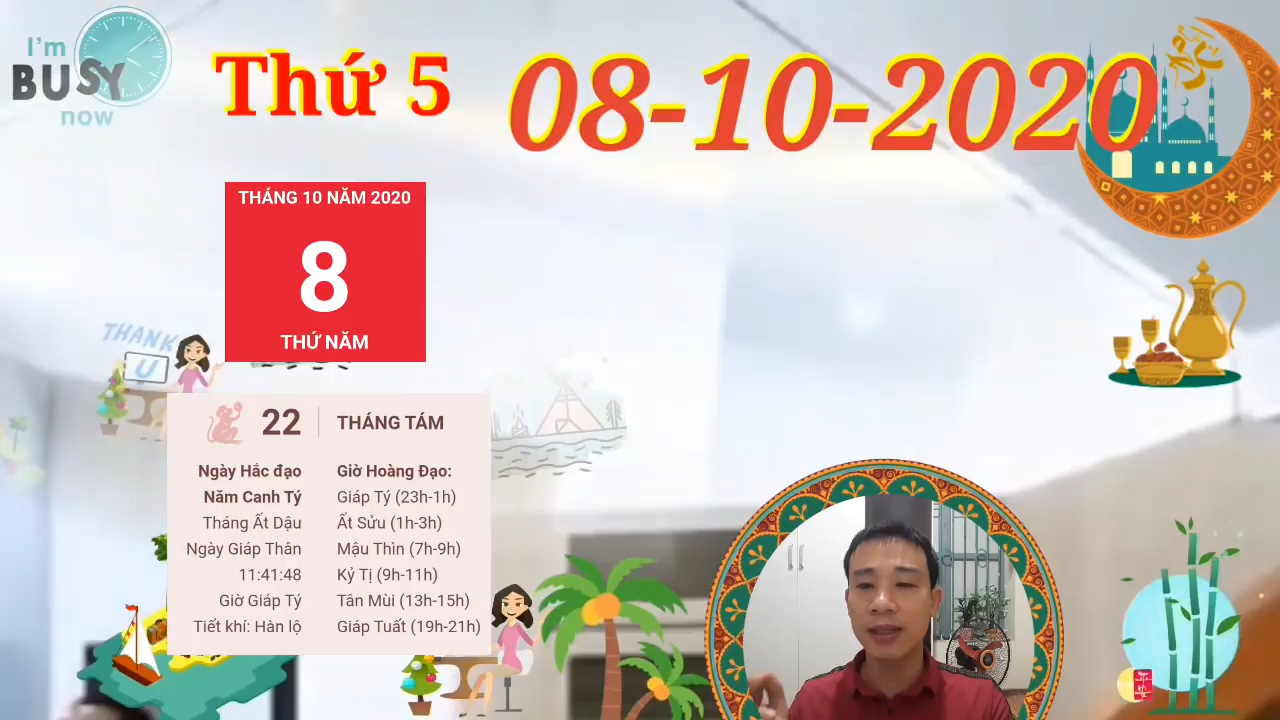 I'm
BUSY
now
Thứ 5
08-10-2020
THÁNG 10 NĂM 2020
8
THỨ NĂM
THANK
U
22
THÁNG TÁM
Ngày Hắc đạo
Năm Canh Tý
Tháng Ất Dậu
Ngày Giáp Thân
11:41:48
Giờ Giáp Tý
Tiết khí: Hàn lộ
Giờ Hoàng Đạo:
Giáp Tý (23h-1h)
Ất Sửu (1h-3h)
Mậu Thìn (7h-9h)
Kỷ Tị (9h-11h)
Tân Mùi (13h-15h)
Giáp Tuất (19h-21h)